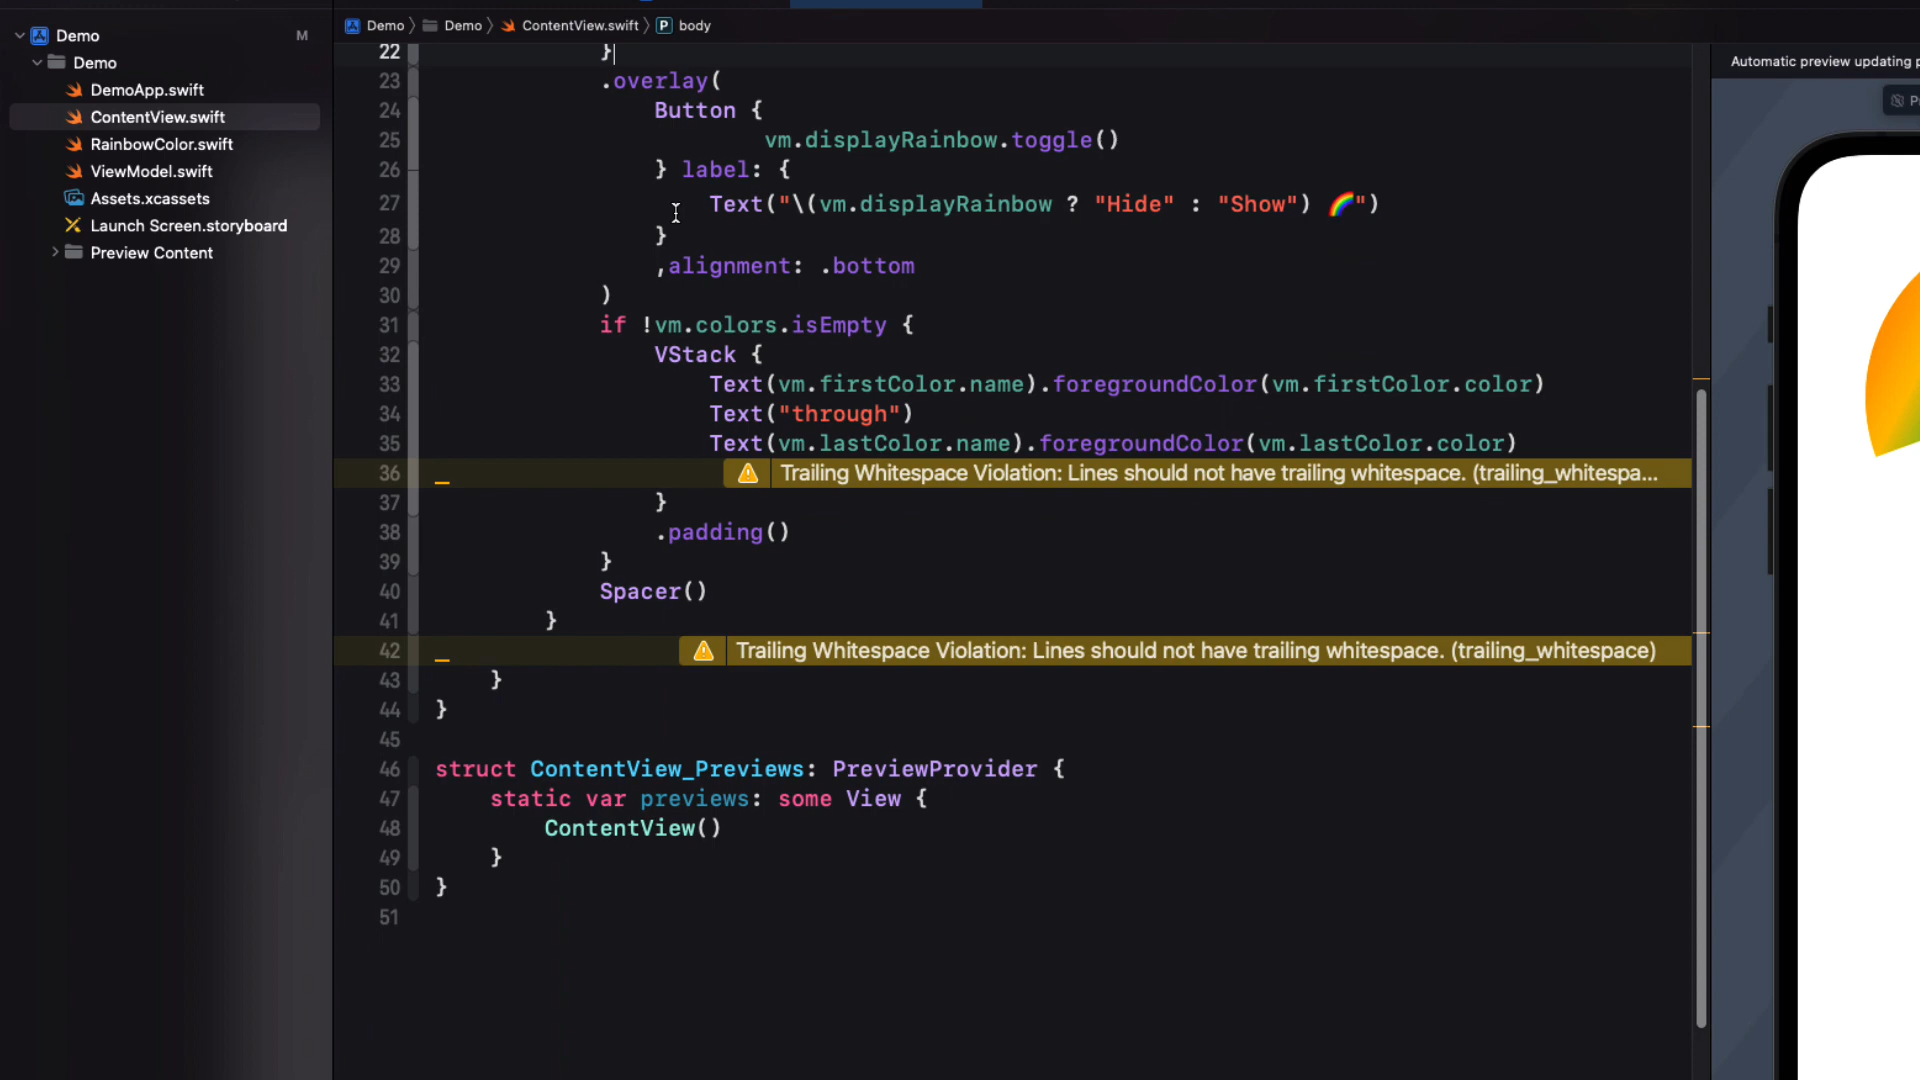 Demo
M
Demo
DemoApp.swift
ContentView.swift
RainbowColor.swift
ViewModel.swift
Assets.xcassets
Launch Screen.storyboard
Preview Content
Demo 〉 Demo 〉 ContentView.swift 〉 P body
22 }
23 .overlay(
24 Button {
25 vm.displayRainbow.toggle()
26 } label: {
27 Text("\(vm.displayRainbow ? "Hide" : "Show") 🌈")
28 }
29 ,alignment: .bottom
30 )
31 if !vm.colors.isEmpty {
32 VStack {
33 Text(vm.firstColor.name).foregroundColor(vm.firstColor.color)
34 Text("through")
35 Text(vm.lastColor.name).foregroundColor(vm.lastColor.color)
36 Trailing Whitespace Violation: Lines should not have trailing whitespace. (trailing_whitespa...
37 }
38 .padding()
39 }
40 Spacer()
41 }
42 Trailing Whitespace Violation: Lines should not have trailing whitespace. (trailing_whitespace)
43 }
44 }
45
46 struct ContentView_Previews: PreviewProvider {
47 static var previews: some View {
48 ContentView()
49 }
50 }
51
Automatic preview updating